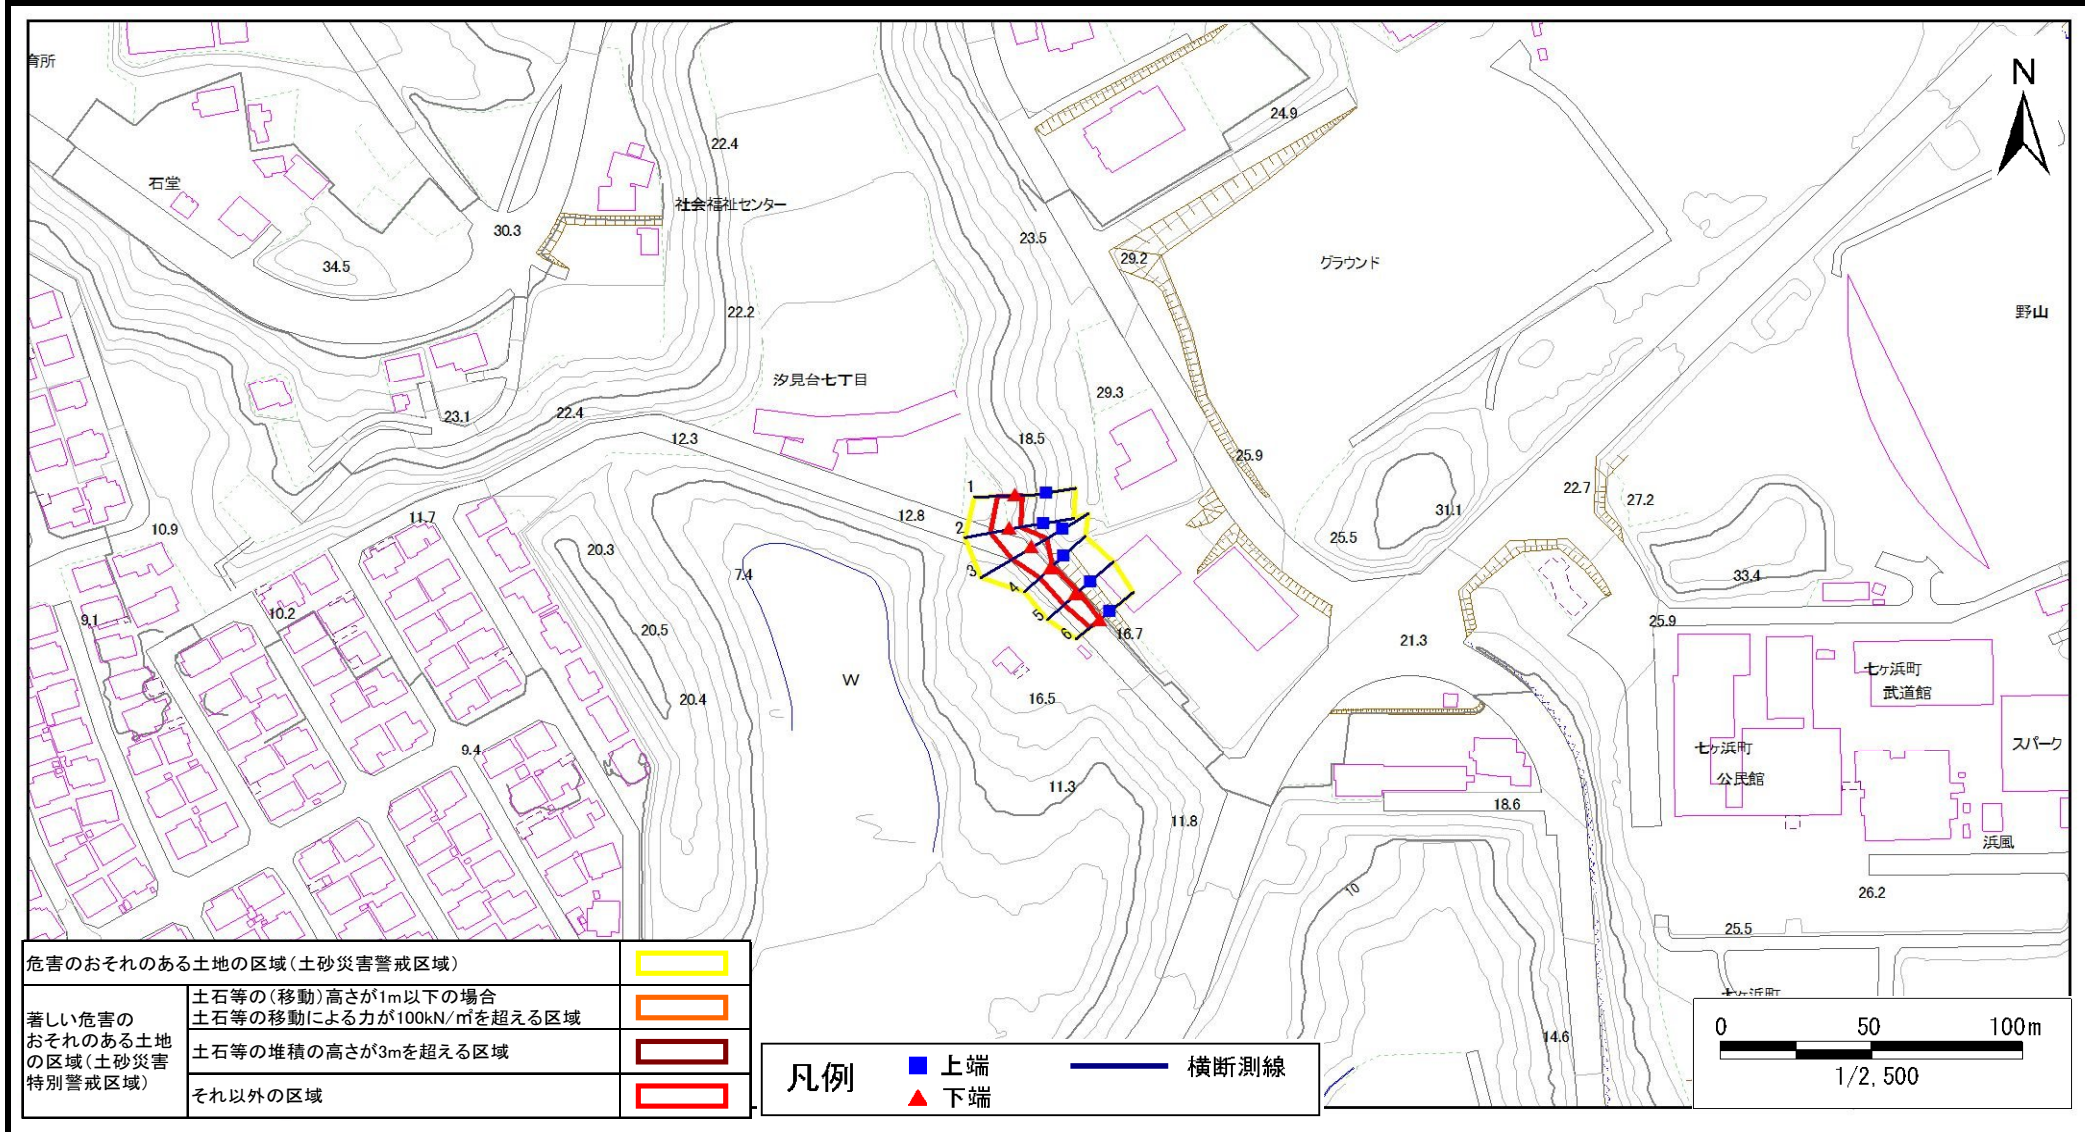 育所
N
24.9
22.4
石堂
社会福祉センター
30.3
23.5
29.2
グラウンド
34.5
22.2
野山
汐見台七丁目
29.3
23.1
22.4
12.3
18.5
25.9
1
22.7
27.2
31.1
10.9
11.7
12.8
2
25.5
20.3
3
7.4
4
33.4
9.1
10.2
5
25.9
20.5
6
16.7
21.3
七ヶ浜町
武道館
W
16.5
20.4
9.4
七ヶ浜町
公民館
スパーク
11.3
18.6
11.8
浜風
10
26.2
25.5
七ヶ浜町
14.6
危害のおそれのある土地の区域(土砂災害警戒区域)
著しい危害の
おそれのある土地
の区域(土砂災害
特別警戒区域)
土石等の(移動)高さが1m以下の場合
土石等の移動による力が100kN/㎡を超える区域
土石等の堆積の高さが3mを超える区域
それ以外の区域
凡例
上端
下端
横断測線
0 50 100m
1/2,500